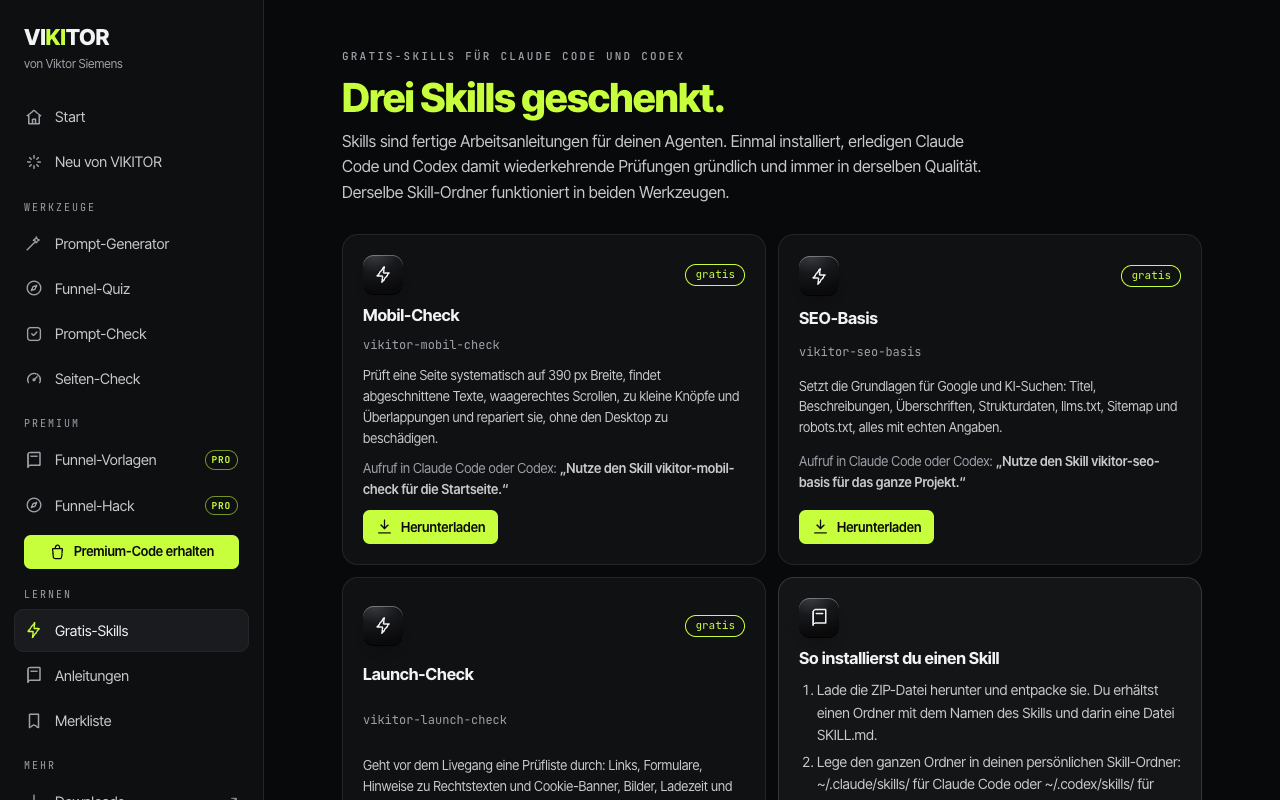 VIKITOR
von Viktor Siemens
Start
Neu von VIKITOR
WERKZEUGE
Prompt-Generator
Funnel-Quiz
Prompt-Check
Seiten-Check
PREMIUM
Funnel-Vorlagen PRO
Funnel-Hack PRO
Premium-Code erhalten
LERNEN
Gratis-Skills
Anleitungen
Merkliste
MEHR
Downloads
GRATIS-SKILLS FÜR CLAUDE CODE UND CODEX
Drei Skills geschenkt.
Skills sind fertige Arbeitsanleitungen für deinen Agenten. Einmal installiert, erledigen Claude
Code und Codex damit wiederkehrende Prüfungen gründlich und immer in derselben Qualität.
Derselbe Skill-Ordner funktioniert in beiden Werkzeugen.
gratis
Mobil-Check
vikitor-mobil-check
Prüft eine Seite systematisch auf 390 px Breite, findet
abgeschnittene Texte, waagerechtes Scrollen, zu kleine Knöpfe und
Überlappungen und repariert sie, ohne den Desktop zu
beschädigen.
Aufruf in Claude Code oder Codex: „Nutze den Skill vikitor-mobil-
check für die Startseite.“
Herunterladen
gratis
SEO-Basis
vikitor-seo-basis
Setzt die Grundlagen für Google und KI-Suchen: Titel,
Beschreibungen, Überschriften, Strukturdaten, llms.txt, Sitemap und
robots.txt, alles mit echten Angaben.
Aufruf in Claude Code oder Codex: „Nutze den Skill vikitor-seo-
basis für das ganze Projekt.“
Herunterladen
gratis
Launch-Check
vikitor-launch-check
Geht vor dem Livegang eine Prüfliste durch: Links, Formulare,
Hinweise zu Rechtstexten und Cookie-Banner, Bilder, Ladezeit und
So installierst du einen Skill
1. Lade die ZIP-Datei herunter und entpacke sie. Du erhältst
einen Ordner mit dem Namen des Skills und darin eine Datei
SKILL.md.
2. Lege den ganzen Ordner in deinen persönlichen Skill-Ordner:
~/.claude/skills/ für Claude Code oder ~/.codex/skills/ für